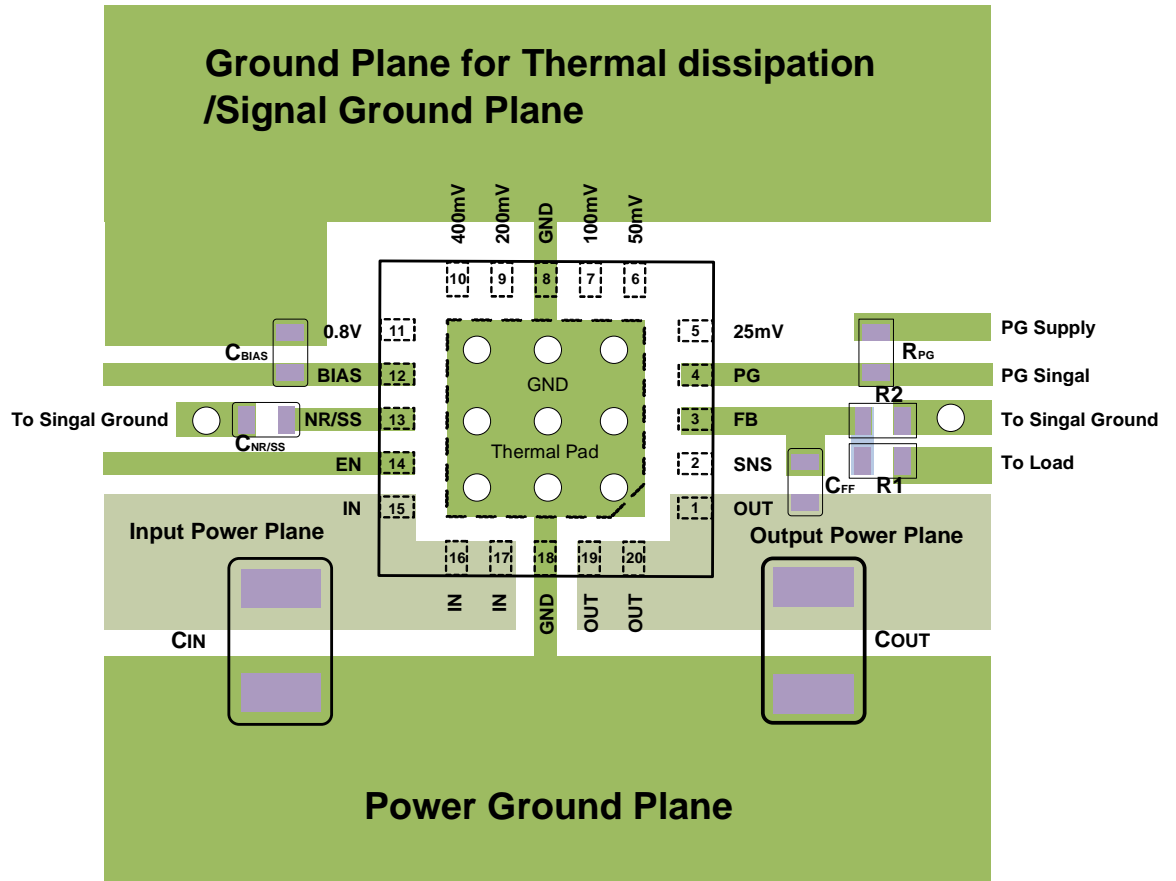 Ground Plane for Thermal dissipation
/Signal Ground Plane
400mV
200mV
GND
100mV
50mV
10
9
8
7
6
0.8V
11
5
25mV
PG Supply
CBIAS
RPG
BIAS
12
GND
4
PG
PG Singal
R2
To Singal Ground
NR/SS
13
3
FB
To Singal Ground
CNR/SS
Thermal Pad
EN
14
2
SNS
To Load
CFF
R1
IN
15
1
OUT
Input Power Plane
Output Power Plane
16
17
18
19
20
IN
IN
GND
OUT
OUT
CIN
COUT
Power Ground Plane